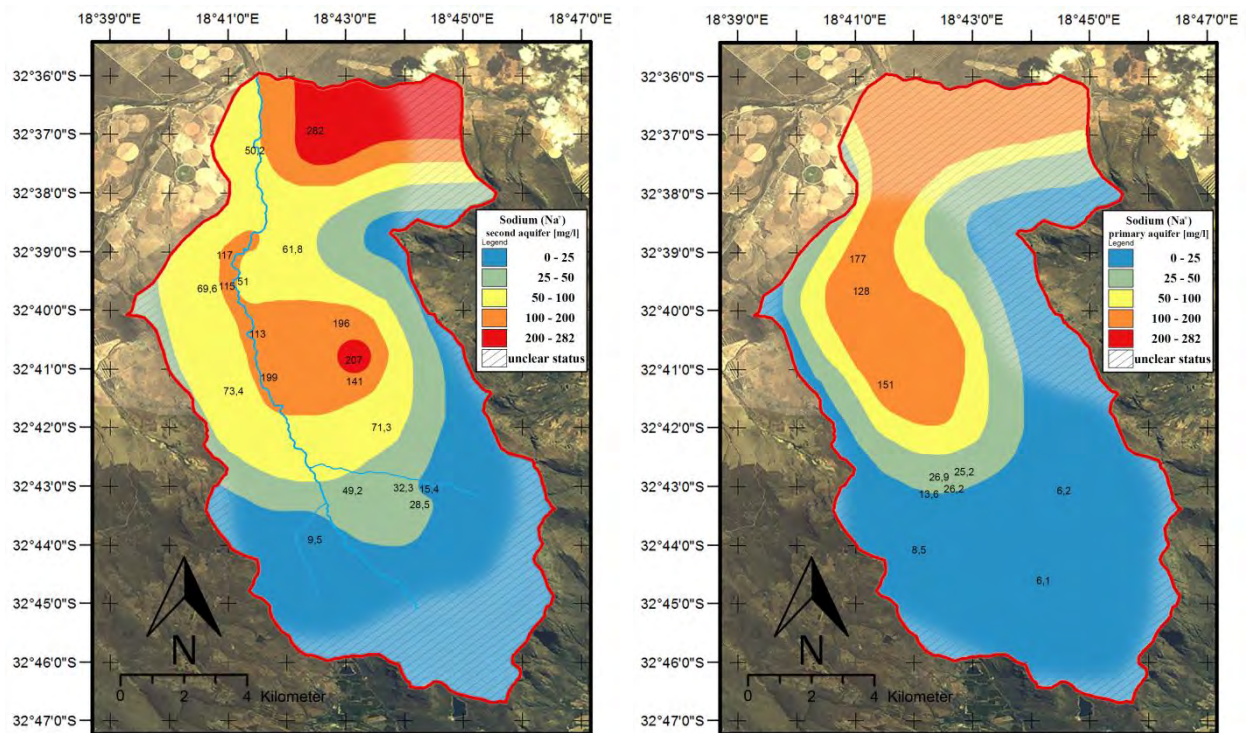 18°39'0"E 18°41'0"E 18°43'0"E 18°45'0"E 18°47'0"E
32°36'0"S
32°37'0"S
32°38'0"S
32°39'0"S
32°40'0"S
32°41'0"S
32°42'0"S
32°43'0"S
32°44'0"S
32°45'0"S
32°46'0"S
32°47'0"S
282
50,2
61,8
117
51
69,6
115
113
196
207
199
141
73,4
71,3
49,2
32,3
15,4
28,5
9,5
Sodium (Na⁺)
second aquifer [mg/l]
Legend
0 - 25
25 - 50
50 - 100
100 - 200
200 - 282
unclear status
N
0 2 4 Kilometer
18°39'0"E 18°41'0"E 18°43'0"E 18°45'0"E 18°47'0"E
32°36'0"S
32°37'0"S
32°38'0"S
32°39'0"S
32°40'0"S
32°41'0"S
32°42'0"S
32°43'0"S
32°44'0"S
32°45'0"S
32°46'0"S
32°47'0"S
177
128
151
25,2
26,9
26,2
13,6
6,2
8,5
6,1
Sodium (Na⁺)
primary aquifer [mg/l]
Legend
0 - 25
25 - 50
50 - 100
100 - 200
200 - 282
unclear status
N
0 2 4 Kilometer